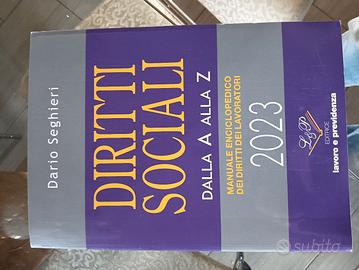 Dario Seghieri
DIRITTI
SOCIALI
DALLA A ALLA Z
MANUALE ENCICLOPEDICO
DEI DIRITTI DEI LAVORATORI
2023
L&P
EDITRICE
lavoro e previdenza
subito